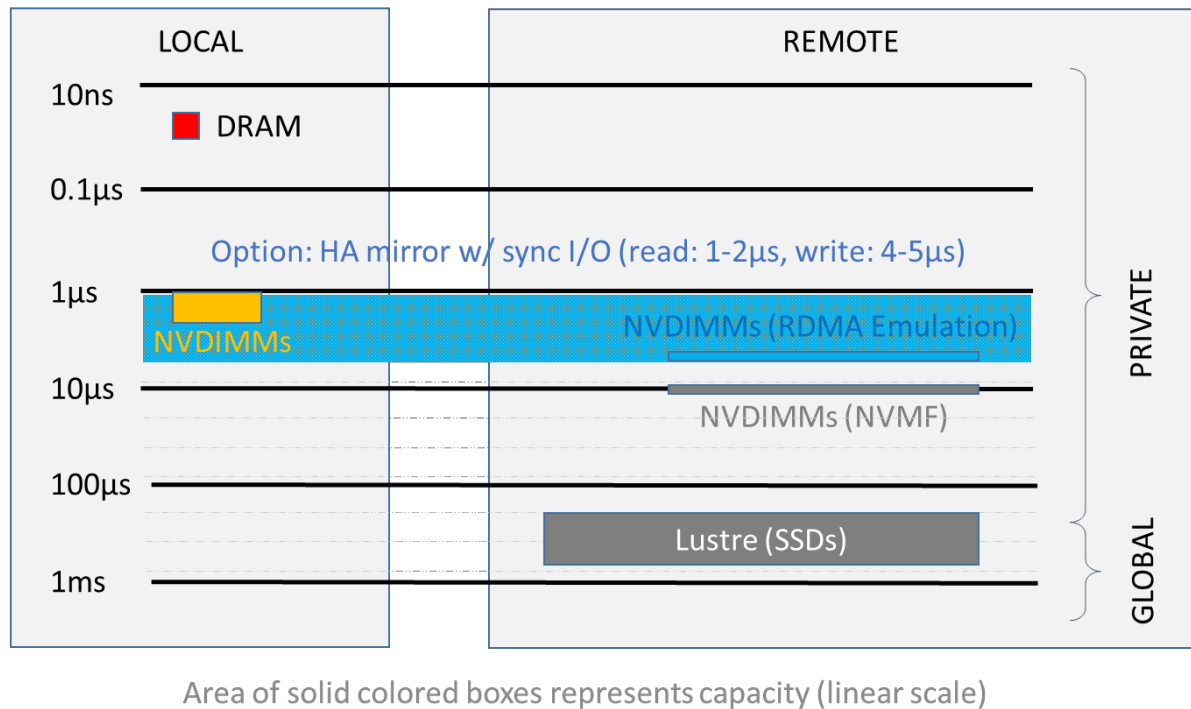 LOCAL
REMOTE
10ns
DRAM
0.1µs
Option: HA mirror w/ sync I/O (read: 1-2µs, write: 4-5µs)
1µs
NVDIMMs (RDMA Emulation)
NVDIMMs
PRIVATE
10µs
NVDIMMs (NVMF)
100µs
Lustre (SSDs)
GLOBAL
1ms
Area of solid colored boxes represents capacity (linear scale)